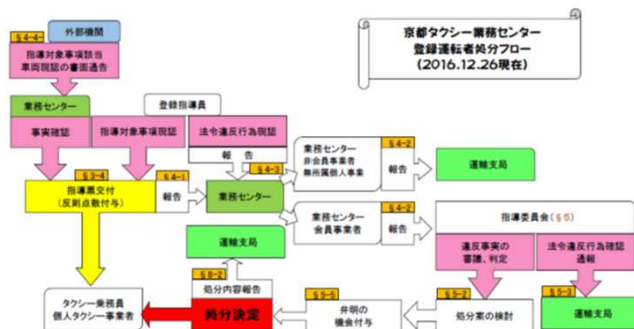 京都タクシー業務センター
登録運転者処分フロー
(2016.12.26現在)
§4-4-
外部機関
指導対象事項該当
車両現認の書面通告
業務センター
登録指導員
事実確認
指導対象事項現認
法令違反行為現認
報告
§3-4
指導票交付
(反則点数付与)
§4-1
報告
§4-3
業務センター
業務センター
非会員事業者
無所属個人事業
§4-2
報告
運輸支局
業務センター
会員事業者
§4-2
報告
指導委員会(§5)
違反事実の
審議、判定
法令違反行為確認
通報
運輸支局
§8-2
処分内容報告
タクシー乗務員
個人タクシー事業者
処分決定
§5-5
弁明の
機会付与
§5-2
処分案の検討
§5-3
運輸支局